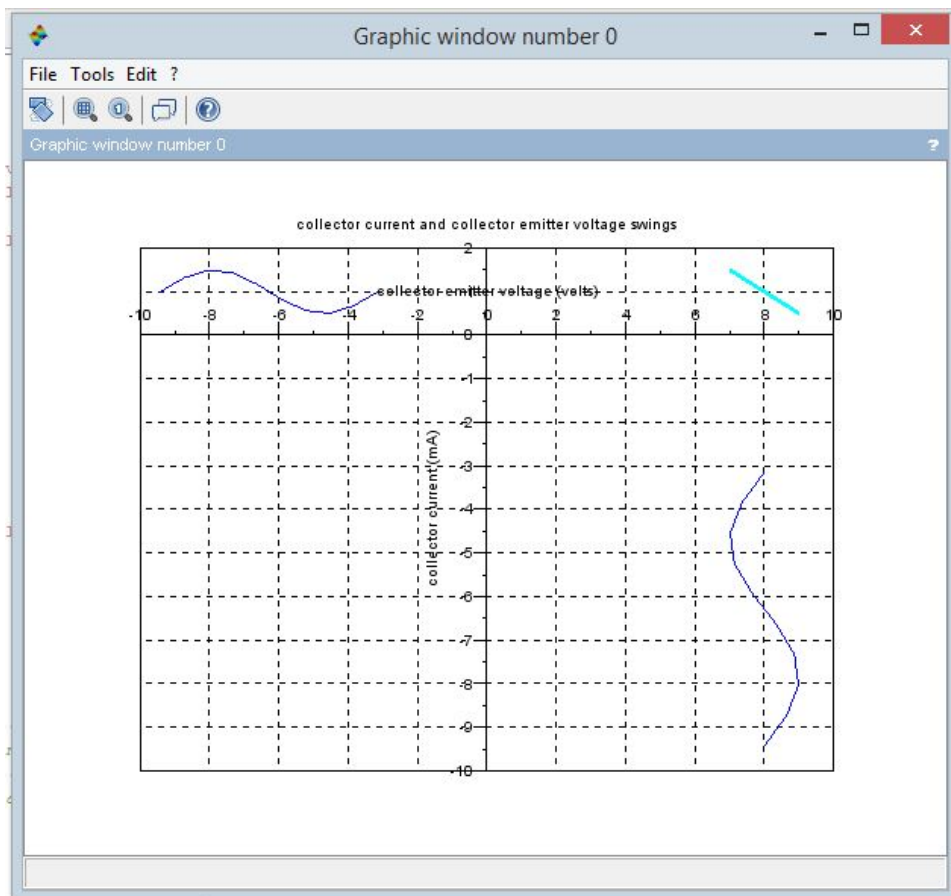 Graphic window number 0
File Tools Edit ?
Graphic window number 0 ?
collector current and collector emitter voltage swings
2
collector emitter voltage (volts)
-10 -8 -6 -4 -2 0 2 4 6 8 10
0
-1
-2
-3
-4
-5
-6
-7
-8
-9
-10
collector current (mA)